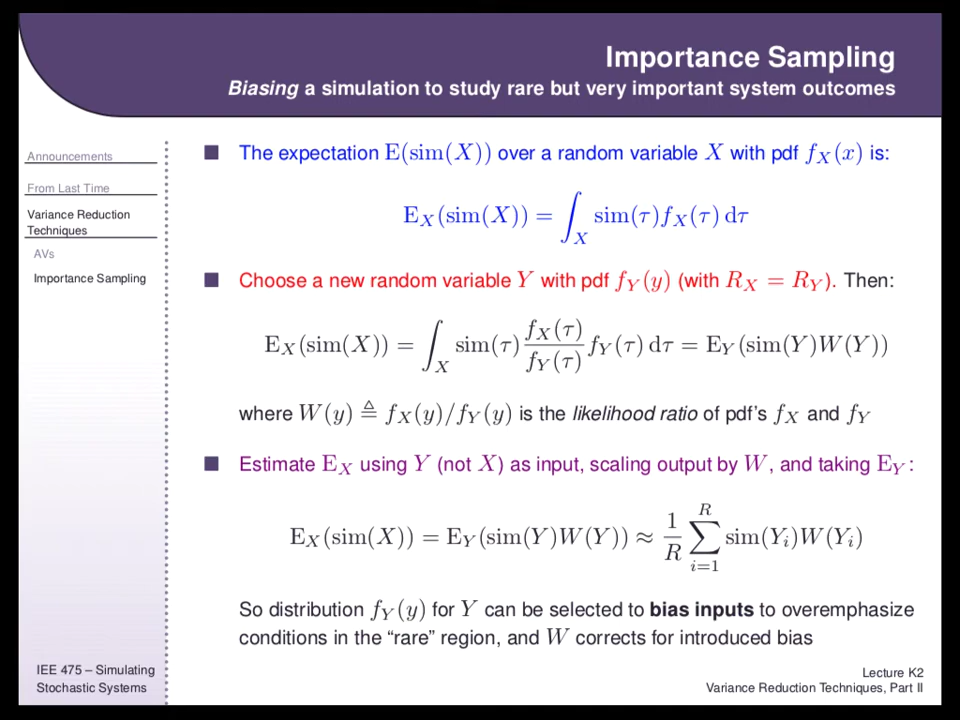 Importance Sampling
Biasing a simulation to study rare but very important system outcomes
Announcements
From Last Time
Variance Reduction
Techniques
AVs
Importance Sampling
■ The expectation E(sim(X)) over a random variable X with pdf f_X(x) is:
E_X(sim(X)) = ∫_X sim(τ)f_X(τ) dτ
■ Choose a new random variable Y with pdf f_Y(y) (with R_X = R_Y). Then:
E_X(sim(X)) = ∫_X sim(τ) f_X(τ)/f_Y(τ) f_Y(τ) dτ = E_Y(sim(Y)W(Y))
where W(y) ≜ f_X(y)/f_Y(y) is the likelihood ratio of pdf's f_X and f_Y
■ Estimate E_X using Y (not X) as input, scaling output by W, and taking E_Y:
E_X(sim(X)) = E_Y(sim(Y)W(Y)) ≈ 1/R ∑_{i=1}^{R} sim(Y_i)W(Y_i)
So distribution f_Y(y) for Y can be selected to bias inputs to overemphasize
conditions in the “rare” region, and W corrects for introduced bias
IEE 475 – Simulating
Stochastic Systems
Lecture K2
Variance Reduction Techniques, Part II